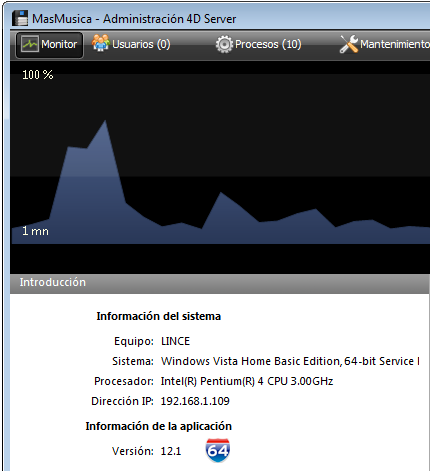 MasMusica - Administración 4D Server
Monitor Usuarios (0) Procesos (10) Mantenimiento
100 %
1 mn
Introducción
Información del sistema
Equipo: LINCE
Sistema: Windows Vista Home Basic Edition, 64-bit Service
Procesador: Intel(R) Pentium(R) 4 CPU 3.00GHz
Dirección IP: 192.168.1.109
Información de la aplicación
Versión: 12.1 64